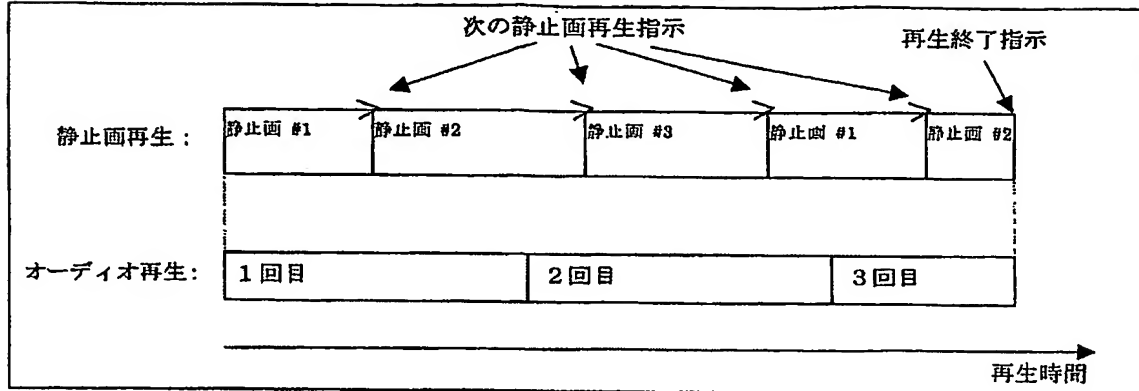 次の静止画再生指示
再生終了指示
静止画再生：
静止画 #1
静止画 #2
静止画 #3
静止画 #1
静止画 #2
オーディオ再生：
1回目
2回目
3回目
再生時間